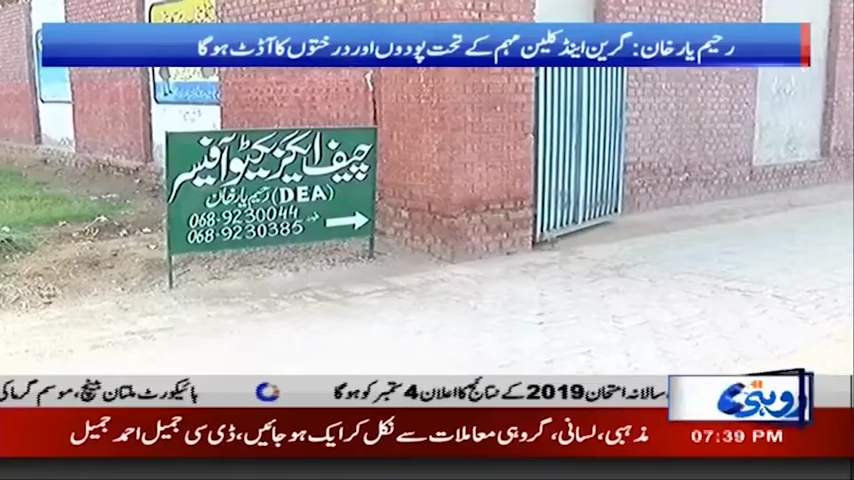 رحیم یار خان: گرین اینڈ کلین مہم کے تحت پودوں اور درختوں کا آڈٹ ہوگا
چیف ایگزیکٹو آفیسر
(DEA) رحیم یار خان
068-9230044
068-9230385
سالانہ امتحان 2019 کے نتائج کا اعلان 4 ستمبر کو ہوگا
ہائیکورٹ ملتان بینچ، موسم گرما کی
روہی
مذہبی، لسانی، گروہی معاملات سے نکل کر ایک ہو جائیں، ڈی سی جمیل احمد جمیل
07:39 PM